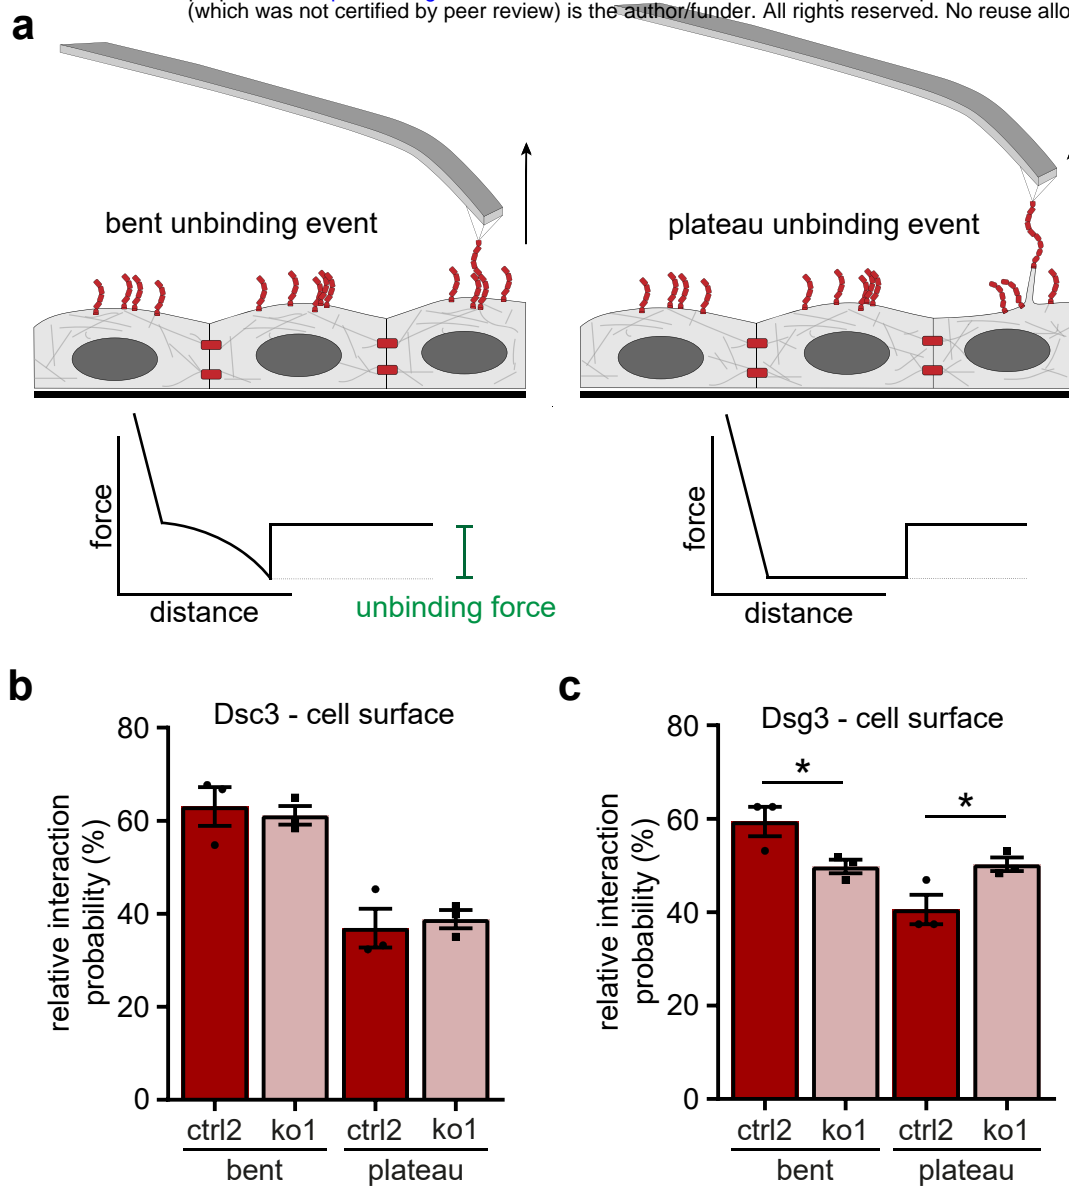 (which was not certified by peer review) is the author/funder. All rights reserved. No reuse allo
a
bent unbinding event
plateau unbinding event
force
distance
unbinding force
force
distance
b
Dsc3 - cell surface
relative interaction
probability (%)
80
60
40
20
0
ctrl2 ko1 ctrl2 ko1
bent plateau
c
Dsg3 - cell surface
relative interaction
probability (%)
80
60
40
20
0
*
*
ctrl2 ko1 ctrl2 ko1
bent plateau